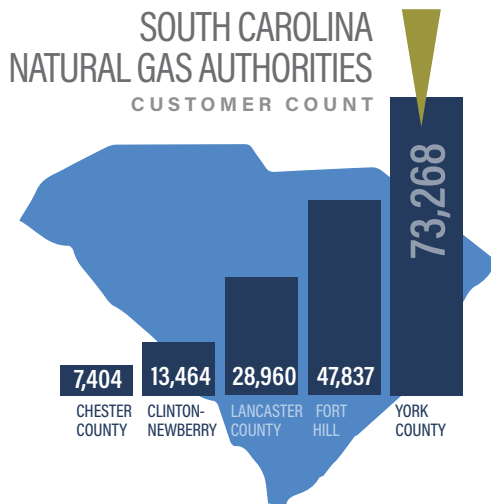 SOUTH CAROLINA
NATURAL GAS AUTHORITIES
CUSTOMER COUNT
73,268
7,404
13,464
28,960
47,837
CHESTER
COUNTY
CLINTON-
NEWBERRY
LANCASTER
COUNTY
FORT
HILL
YORK
COUNTY